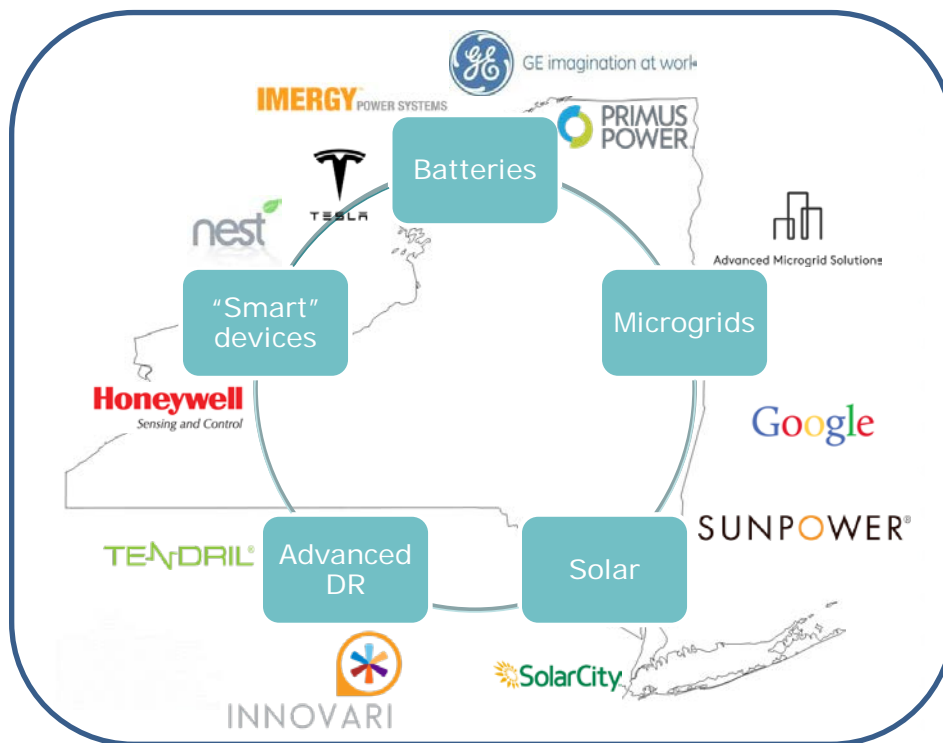 GE imagination at work
IMERGY POWER SYSTEMS
PRIMUS
POWER
Batteries
TESLA
nest
Advanced Microgrid Solutions
"Smart"
devices
Microgrids
Honeywell
Sensing and Control
Google
SUNPOWER®
TENDRIL®
Advanced
DR
Solar
SolarCity
INNOVARI